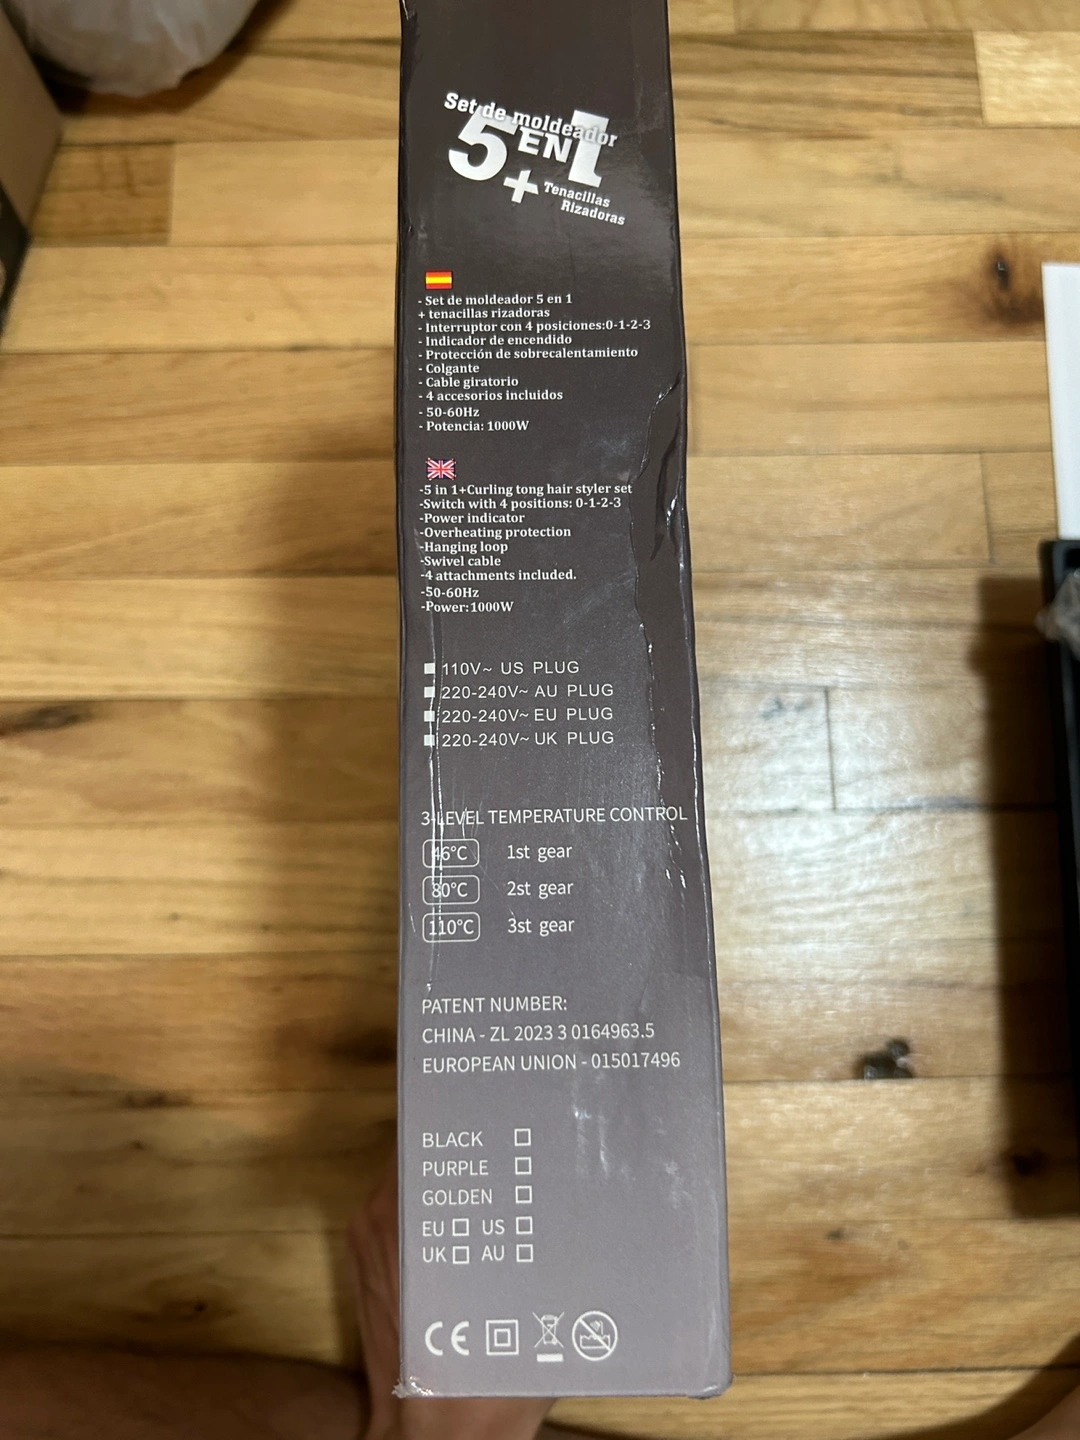 Set de moldeador
5 EN 1
+ Tenacillas
Rizadoras
- Set de moldeador 5 en 1
+ tenacillas rizadoras
- Interruptor con 4 posiciones:0-1-2-3
- Indicador de encendido
- Protección de sobrecalentamiento
- Colgante
- Cable giratorio
- 4 accesorios incluidos
- 50-60Hz
- Potencia: 1000W
-5 in 1+Curling tong hair styler set
-Switch with 4 positions: 0-1-2-3
-Power indicator
-Overheating protection
-Hanging loop
-Swivel cable
-4 attachments included.
-50-60Hz
-Power:1000W
110V~ US PLUG
220-240V~ AU PLUG
220-240V~ EU PLUG
220-240V~ UK PLUG
3-LEVEL TEMPERATURE CONTROL
46°C 1st gear
80°C 2st gear
110°C 3st gear
PATENT NUMBER:
CHINA - ZL 2023 3 0164963.5
EUROPEAN UNION - 015017496
BLACK
PURPLE
GOLDEN
EU US
UK AU
CE